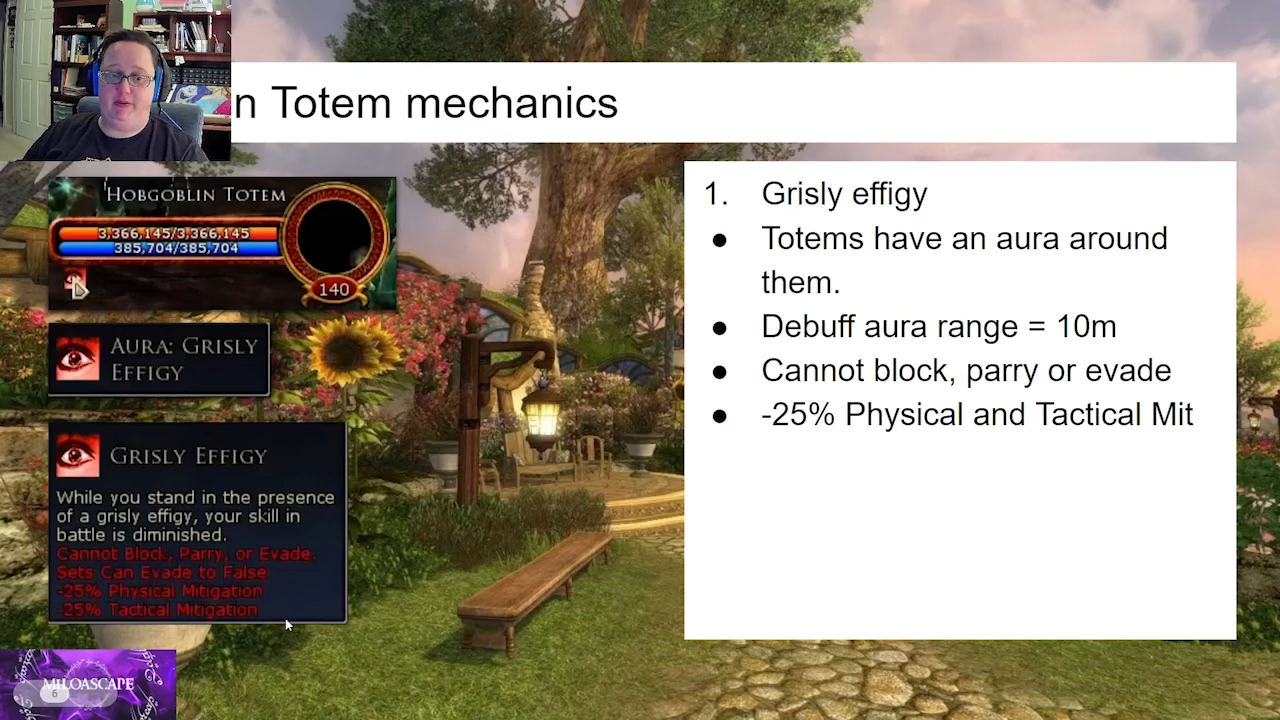 n Totem mechanics
HOBGOBLIN TOTEM
3,366,145/3,366,145
385,704/385,704
140
AURA: GRISLY
EFFIGY
GRISLY EFFIGY
While you stand in the presence
of a grisly effigy, your skill in
battle is diminished.
Cannot Block, Parry, or Evade.
Sets Can Evade to False
-25% Physical Mitigation
-25% Tactical Mitigation
1. Grisly effigy
● Totems have an aura around
them.
● Debuff aura range = 10m
● Cannot block, parry or evade
● -25% Physical and Tactical Mit
MILOASCAPE
6